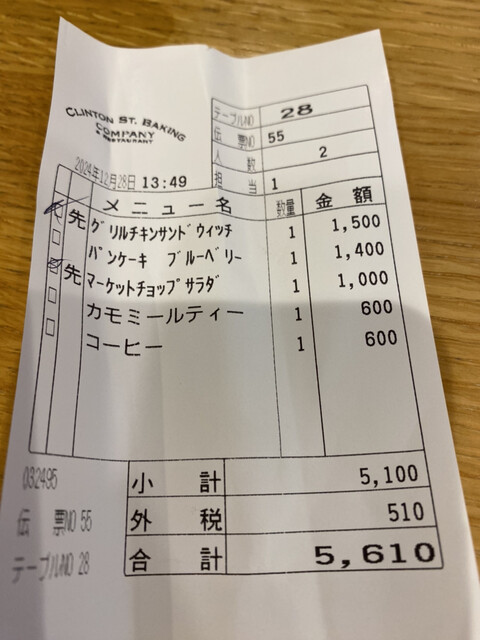 CLINTON ST. BAKING
COMPANY
& RESTAURANT
テーブルNO 28
伝 票NO 55
人 数 2
担 当 1
2024年12月28日 13:49
メニュー名 数量 金 額
先 グリルチキンサンドウィッチ 1 1,500
パンケーキ ブルーベリー 1 1,400
先 マーケットチョップサラダ 1 1,000
カモミールティー 1 600
コーヒー 1 600
032495
小 計 5,100
伝 票NO 55
外 税 510
テーブルNO 28
合 計 5,610